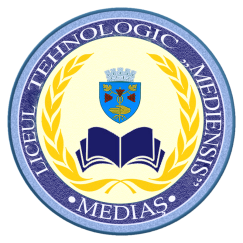 LICEUL TEHNOLOGIC „MEDIENSIS”
• MEDIAȘ •